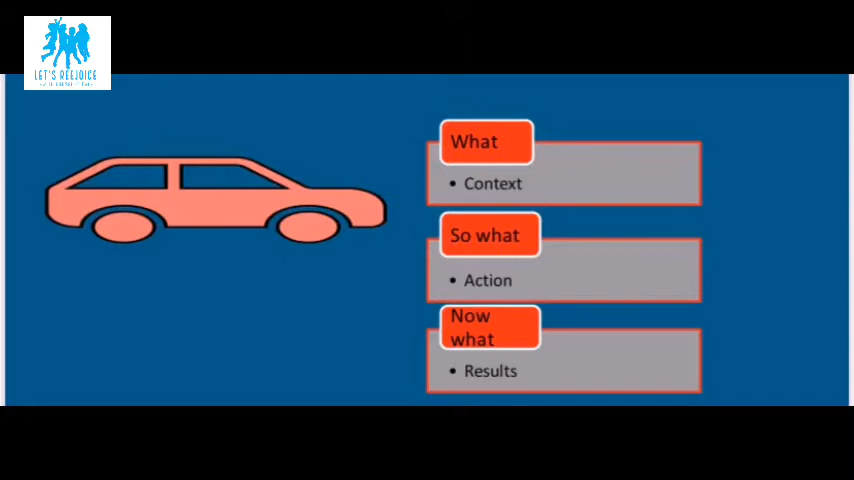 LET'S REEJOICE
What
• Context
So what
• Action
Now
what
• Results